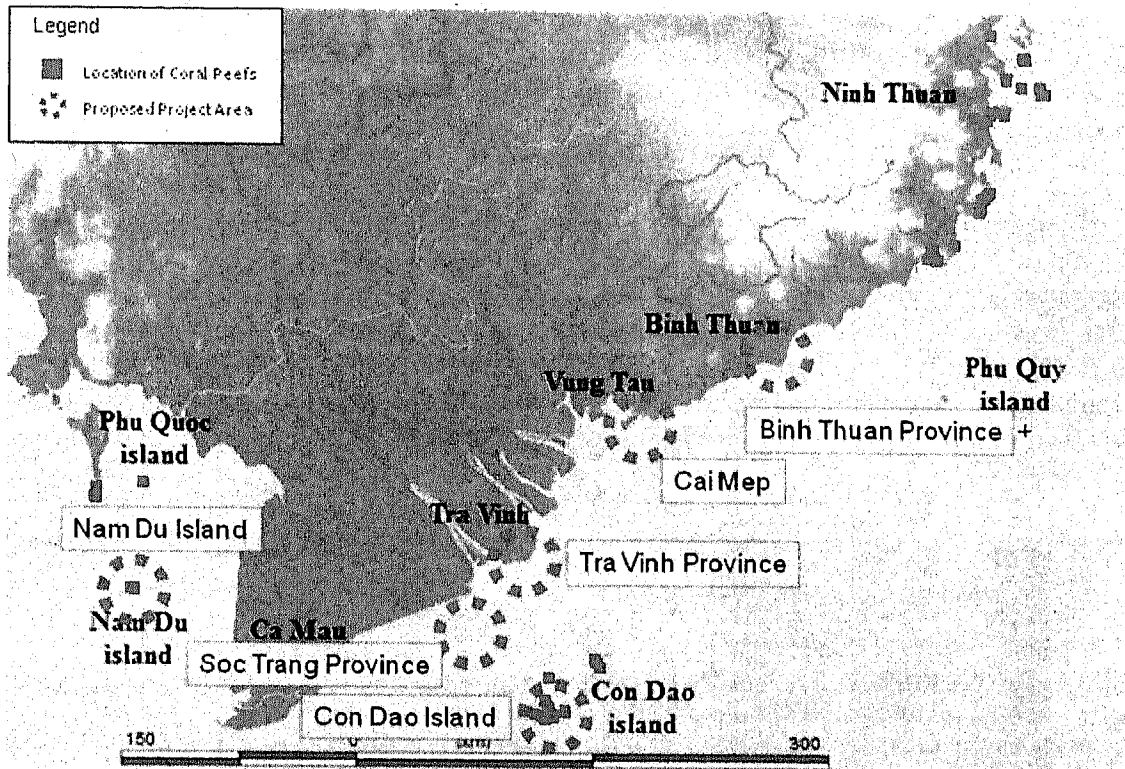 Legend
Location of Coral Reefs
Proposed Project Area
Ninh Thuan
Binh Thuan
Vung Tau
Phu Quy
island
Phu Quoc
island
Binh Thuan Province +
Cai Mep
Nam Du Island
Tra Vinh
Tra Vinh Province
Nam Du
island
Ca Mau
Soc Trang Province
Con Dao
island
Con Dao Island
150 0 (km) 300